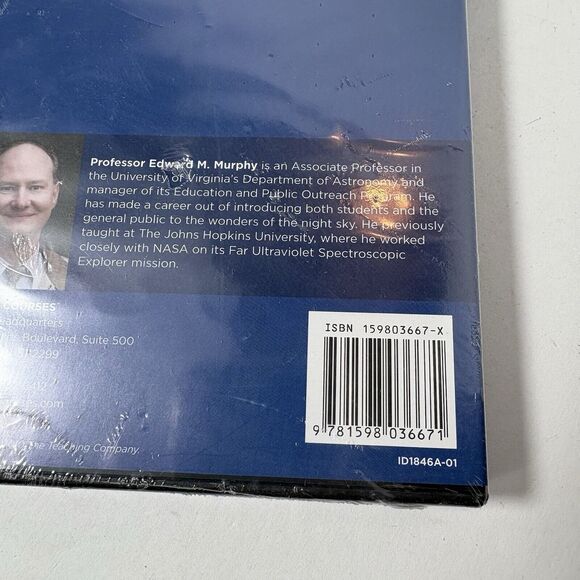 Professor Edward M. Murphy is an Associate Professor in
the University of Virginia's Department of Astronomy and
manager of its Education and Public Outreach Program. He
has made a career out of introducing both students and the
general public to the wonders of the night sky. He previously
taught at The Johns Hopkins University, where he worked
closely with NASA on its Far Ultraviolet Spectroscopic
Explorer mission.
Boulevard, Suite 500
The Teaching Company.
ISBN 159803667-X
9 781598 036671
ID1846A-01